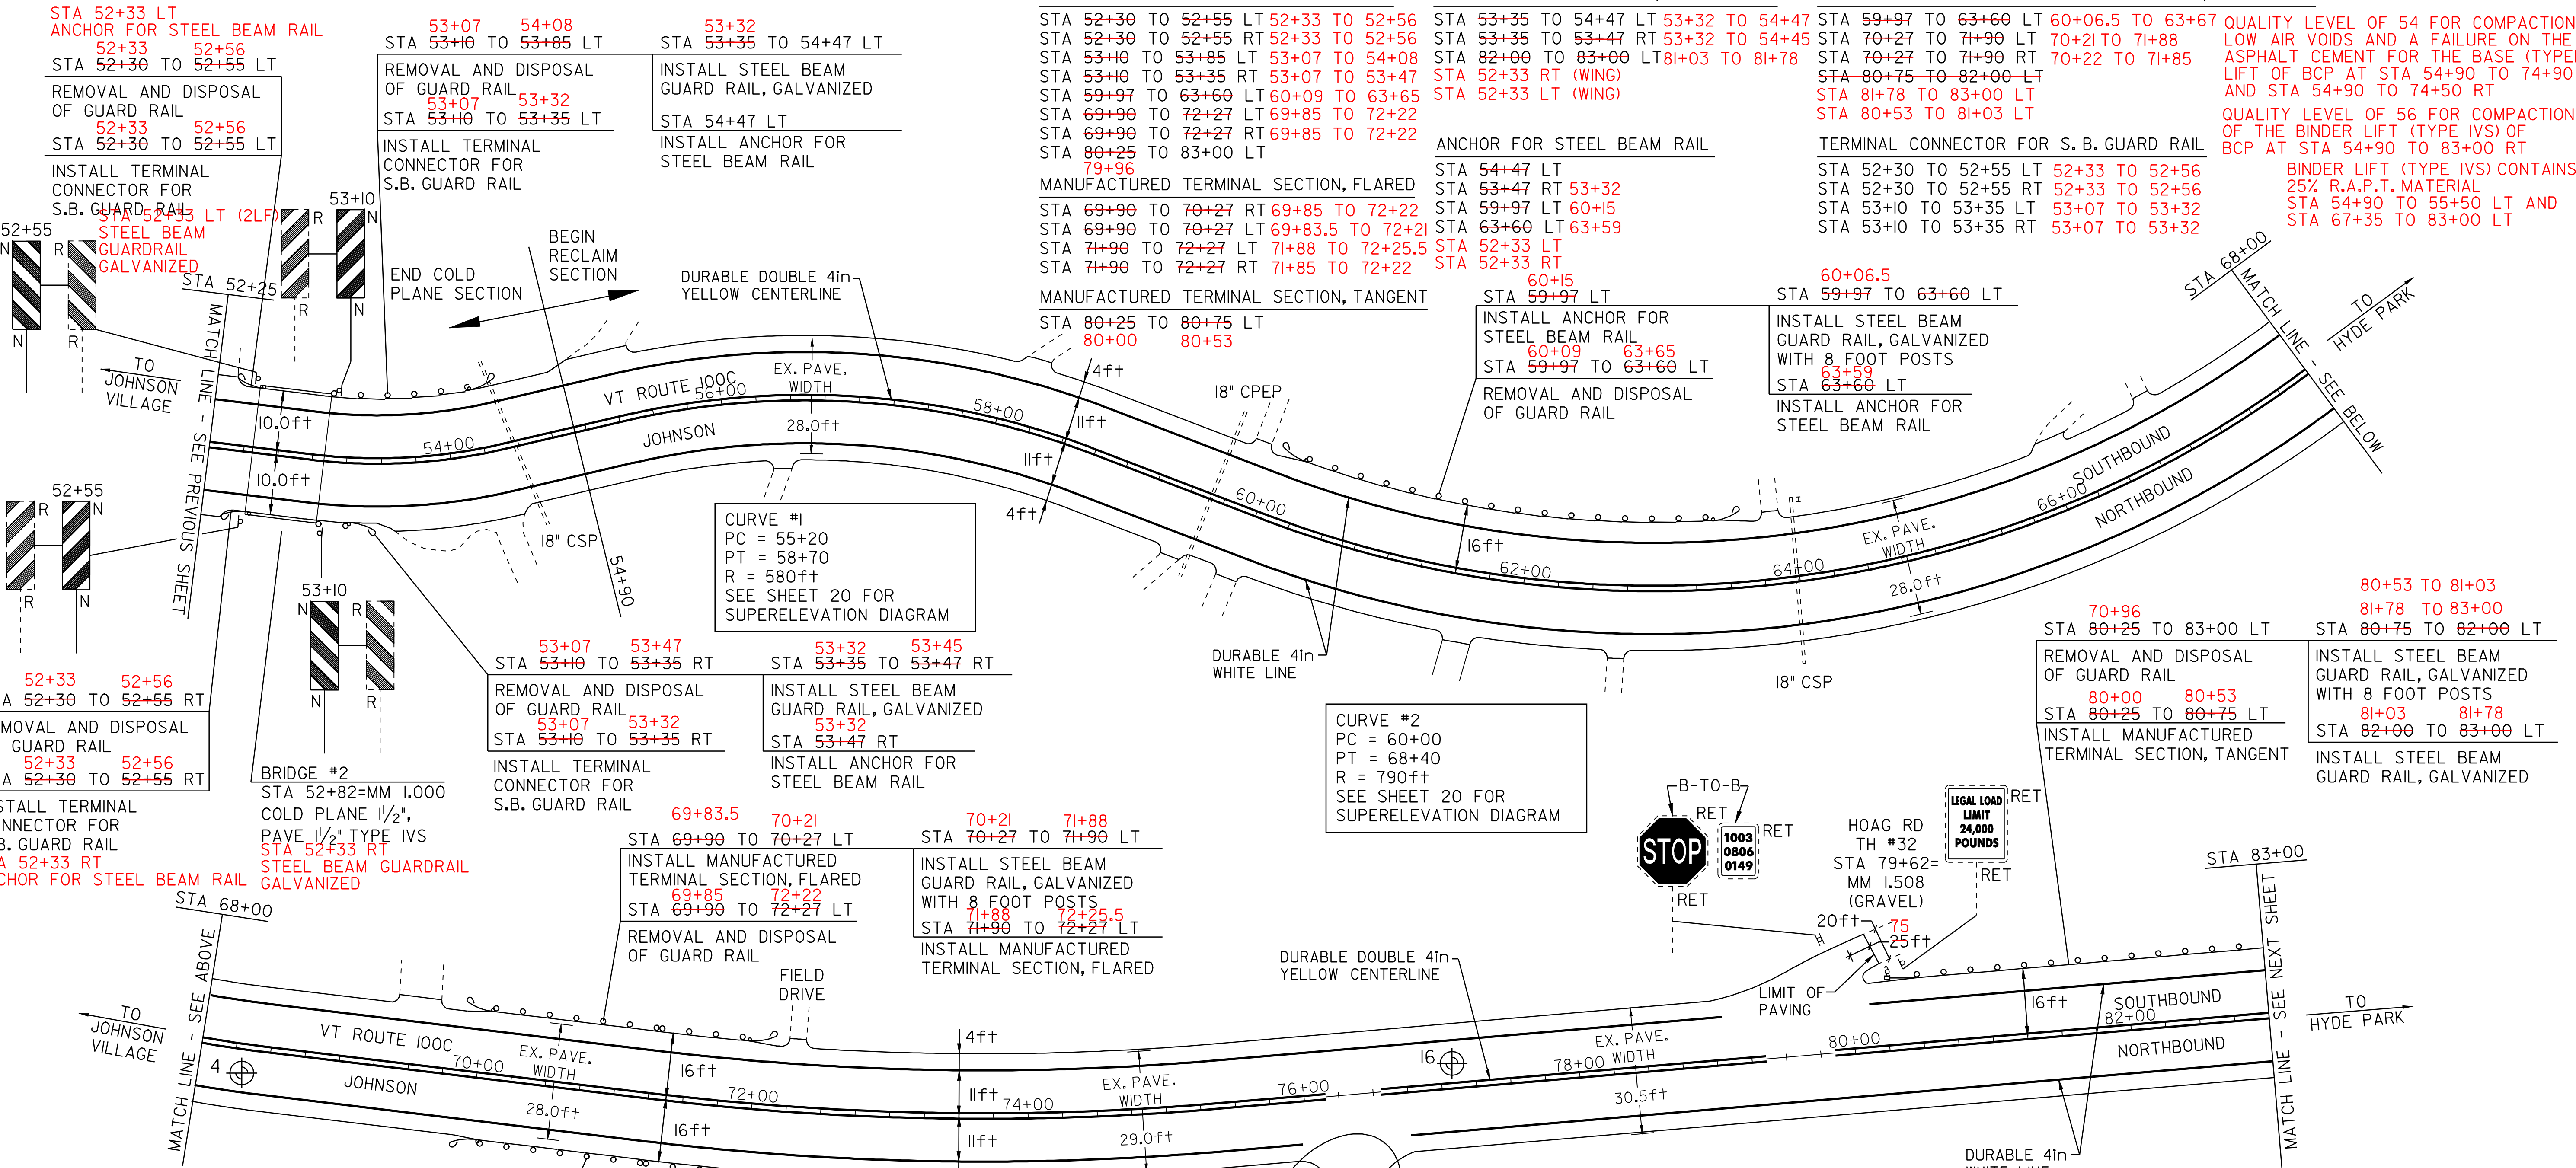 STA 52+33 LT
ANCHOR FOR STEEL BEAM RAIL
52+33 52+56
STA 52+30 TO 52+55 LT
REMOVAL AND DISPOSAL
OF GUARD RAIL
52+33 52+56
STA 52+30 TO 52+55 LT
INSTALL TERMINAL
CONNECTOR FOR
S.B. GUARD RAIL
STA 52+33 LT (2LF)
STEEL BEAM
GUARDRAIL
GALVANIZED
53+07 54+08
STA 53+10 TO 53+85 LT
REMOVAL AND DISPOSAL
OF GUARD RAIL
53+07 53+32
STA 53+10 TO 53+35 LT
INSTALL TERMINAL
CONNECTOR FOR
S.B. GUARD RAIL
53+32
STA 53+35 TO 54+47 LT
INSTALL STEEL BEAM
GUARD RAIL, GALVANIZED
STA 54+47 LT
INSTALL ANCHOR FOR
STEEL BEAM RAIL
STA 52+30 TO 52+55 LT 52+33 TO 52+56
STA 52+30 TO 52+55 RT 52+33 TO 52+56
STA 53+10 TO 53+85 LT 53+07 TO 54+08
STA 53+10 TO 53+35 RT 53+07 TO 53+47
STA 59+97 TO 63+60 LT 60+09 TO 63+65
STA 69+90 TO 72+27 LT 69+85 TO 72+22
STA 69+90 TO 72+27 RT 69+85 TO 72+22
STA 80+25 TO 83+00 LT
79+96
MANUFACTURED TERMINAL SECTION, FLARED
STA 69+90 TO 70+27 RT 69+85 TO 72+22
STA 69+90 TO 70+27 LT 69+83.5 TO 72+21
STA 71+90 TO 72+27 LT 71+88 TO 72+25.5
STA 71+90 TO 72+27 RT 71+85 TO 72+22
MANUFACTURED TERMINAL SECTION, TANGENT
STA 80+25 TO 80+75 LT
80+00 80+53
STA 53+35 TO 54+47 LT 53+32 TO 54+47
STA 53+35 TO 53+47 RT 53+32 TO 54+45
STA 82+00 TO 83+00 LT 81+03 TO 81+78
STA 52+33 RT (WING)
STA 52+33 LT (WING)
ANCHOR FOR STEEL BEAM RAIL
STA 54+47 LT
STA 53+47 RT 53+32
STA 59+97 LT 60+15
STA 63+60 LT 63+59
STA 52+33 LT
STA 52+33 RT
STA 59+97 TO 63+60 LT 60+06.5 TO 63+67
STA 70+27 TO 71+90 LT 70+21 TO 71+88
STA 70+27 TO 71+90 RT 70+22 TO 71+85
STA 80+75 TO 82+00 LT
STA 81+78 TO 83+00 LT
STA 80+53 TO 81+03 LT
TERMINAL CONNECTOR FOR S.B. GUARD RAIL
STA 52+30 TO 52+55 LT 52+33 TO 52+56
STA 52+30 TO 52+55 RT 52+33 TO 52+56
STA 53+10 TO 53+35 LT 53+07 TO 53+32
STA 53+10 TO 53+35 RT 53+07 TO 53+32
QUALITY LEVEL OF 54 FOR COMPACTION
LOW AIR VOIDS AND A FAILURE ON THE
ASPHALT CEMENT FOR THE BASE (TYPE
LIFT OF BCP AT STA 54+90 TO 74+90
AND STA 54+90 TO 74+50 RT
QUALITY LEVEL OF 56 FOR COMPACTION
OF THE BINDER LIFT (TYPE IVS) OF
BCP AT STA 54+90 TO 83+00 RT
BINDER LIFT (TYPE IVS) CONTAINS
25% R.A.P.T. MATERIAL
STA 54+90 TO 55+50 LT AND
STA 67+35 TO 83+00 LT
52+55
N R
N R
53+10
R N
R N
STA 52+25
MATCH LINE - SEE PREVIOUS SHEET
TO
JOHNSON
VILLAGE
END COLD
PLANE SECTION
BEGIN
RECLAIM
SECTION
DURABLE DOUBLE 4in
YELLOW CENTERLINE
10.0ft
10.0ft
54+00
VT ROUTE 100C
56+00
JOHNSON
EX. PAVE.
WIDTH
28.0ft
58+00
4ft
11ft
11ft
4ft
18" CPEP
60+00
60+15
STA 59+97 LT
INSTALL ANCHOR FOR
STEEL BEAM RAIL
60+09 63+65
STA 59+97 TO 63+60 LT
REMOVAL AND DISPOSAL
OF GUARD RAIL
60+06.5
STA 59+97 TO 63+60 LT
INSTALL STEEL BEAM
GUARD RAIL, GALVANIZED
WITH 8 FOOT POSTS
63+59
STA 63+60 LT
INSTALL ANCHOR FOR
STEEL BEAM RAIL
STA 68+00
MATCH LINE - SEE BELOW
TO
HYDE PARK
16ft
62+00
64+00
EX. PAVE.
WIDTH
28.0ft
66+00
SOUTHBOUND
NORTHBOUND
52+55
R N
R N
18" CSP
54+90
CURVE #1
PC = 55+20
PT = 58+70
R = 580ft
SEE SHEET 20 FOR
SUPERELEVATION DIAGRAM
53+10
N R
N R
DURABLE 4in
WHITE LINE
18" CSP
CURVE #2
PC = 60+00
PT = 68+40
R = 790ft
SEE SHEET 20 FOR
SUPERELEVATION DIAGRAM
52+33 52+56
A 52+30 TO 52+55 RT
MOVAL AND DISPOSAL
GUARD RAIL
52+33 52+56
A 52+30 TO 52+55 RT
STALL TERMINAL
NNECTOR FOR
B. GUARD RAIL
A 52+33 RT
CHOR FOR STEEL BEAM RAIL
BRIDGE #2
STA 52+82=MM 1.000
COLD PLANE 1 1/2",
PAVE 1 1/2" TYPE IVS
STA 52+33 RT
STEEL BEAM GUARDRAIL
GALVANIZED
53+07 53+47
STA 53+10 TO 53+35 RT
REMOVAL AND DISPOSAL
OF GUARD RAIL
53+07 53+32
STA 53+10 TO 53+35 RT
INSTALL TERMINAL
CONNECTOR FOR
S.B. GUARD RAIL
53+32 53+45
STA 53+35 TO 53+47 RT
INSTALL STEEL BEAM
GUARD RAIL, GALVANIZED
53+32
STA 53+47 RT
INSTALL ANCHOR FOR
STEEL BEAM RAIL
70+96
STA 80+25 TO 83+00 LT
REMOVAL AND DISPOSAL
OF GUARD RAIL
80+00 80+53
STA 80+25 TO 80+75 LT
INSTALL MANUFACTURED
TERMINAL SECTION, TANGENT
80+53 TO 81+03
81+78 TO 83+00
STA 80+75 TO 82+00 LT
INSTALL STEEL BEAM
GUARD RAIL, GALVANIZED
WITH 8 FOOT POSTS
81+03 81+78
STA 82+00 TO 83+00 LT
INSTALL STEEL BEAM
GUARD RAIL, GALVANIZED
69+83.5 70+21
STA 69+90 TO 70+27 LT
INSTALL MANUFACTURED
TERMINAL SECTION, FLARED
69+85 72+22
STA 69+90 TO 72+27 LT
REMOVAL AND DISPOSAL
OF GUARD RAIL
70+21 71+88
STA 70+27 TO 71+90 LT
INSTALL STEEL BEAM
GUARD RAIL, GALVANIZED
WITH 8 FOOT POSTS
71+88 72+25.5
STA 71+90 TO 72+27 LT
INSTALL MANUFACTURED
TERMINAL SECTION, FLARED
B-TO-B
RET
STOP
RET
1003
0806
0149
RET
HOAG RD
TH #32
STA 79+62=
MM 1.508
(GRAVEL)
LEGAL LOAD
LIMIT
24,000
POUNDS
RET
RET
20ft
75
25ft
LIMIT OF
PAVING
STA 83+00
MATCH LINE - SEE NEXT SHEET
STA 68+00
MATCH LINE - SEE ABOVE
TO
JOHNSON
VILLAGE
4
VT ROUTE 100C
JOHNSON
70+00
EX. PAVE.
WIDTH
28.0ft
16ft
16ft
FIELD
DRIVE
72+00
4ft
11ft
11ft
74+00
EX. PAVE.
WIDTH
29.0ft
76+00
DURABLE DOUBLE 4in
YELLOW CENTERLINE
16
78+00
EX. PAVE.
WIDTH
30.5ft
80+00
16ft
82+00
SOUTHBOUND
NORTHBOUND
TO
HYDE PARK
DURABLE 4in